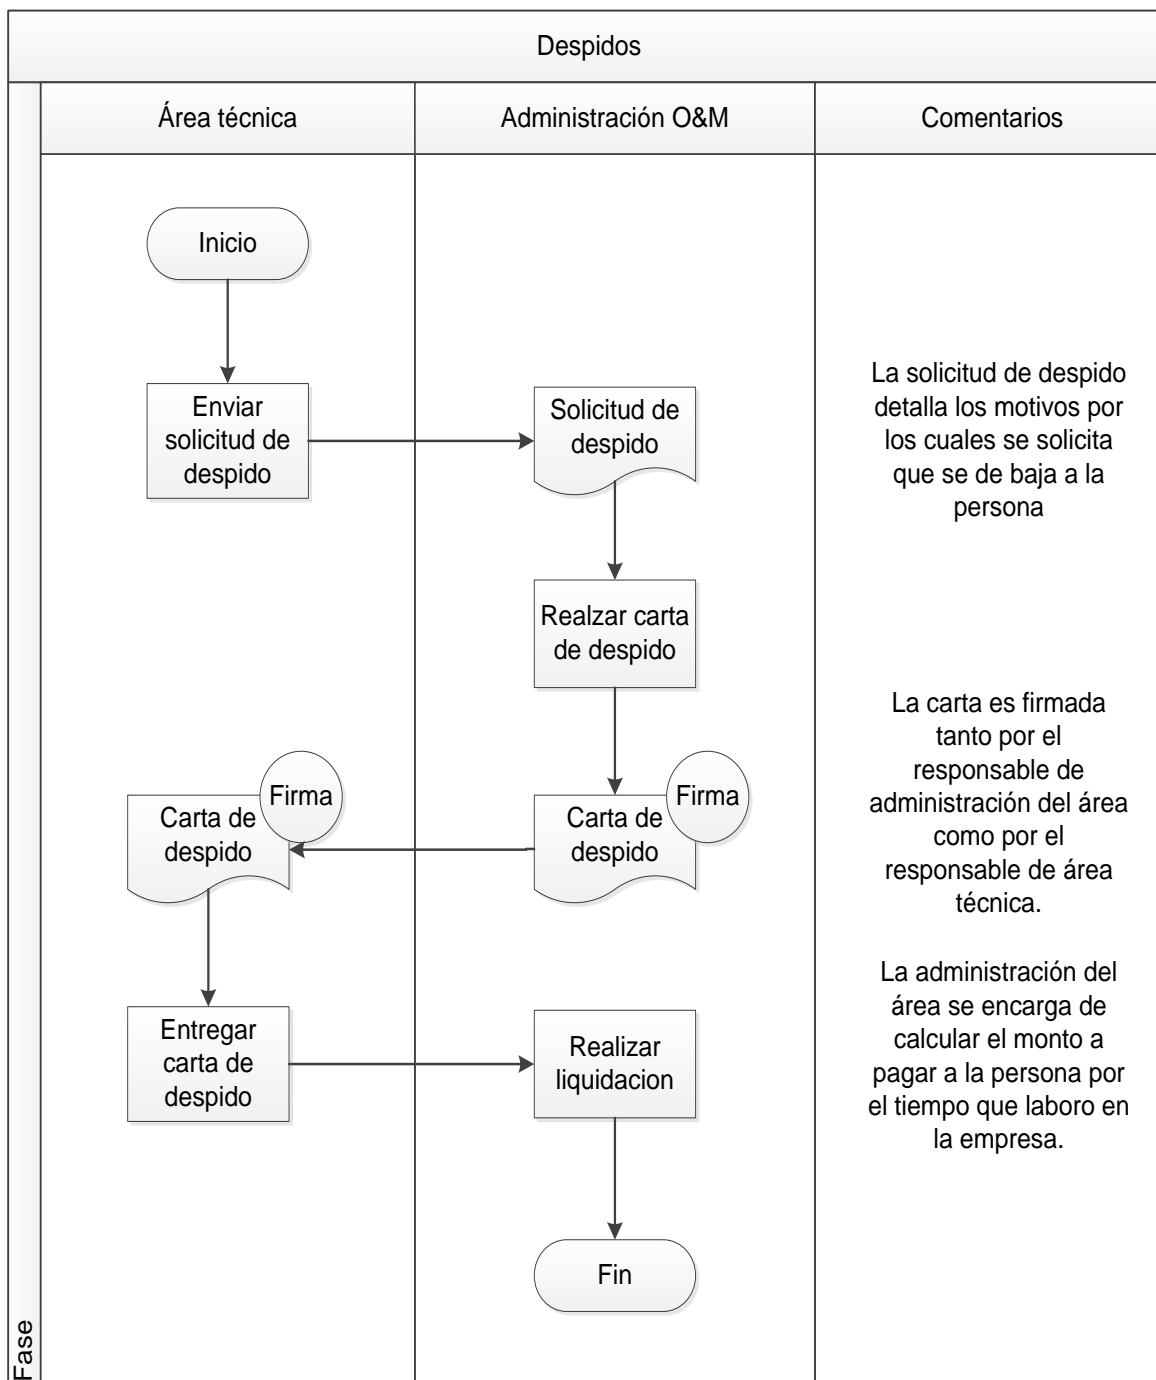 Despidos
Área técnica
Administración O&M
Comentarios
Inicio
Enviar
solicitud de
despido
Solicitud de
despido
La solicitud de despido
detalla los motivos por
los cuales se solicita
que se de baja a la
persona
Realzar carta
de despido
La carta es firmada
tanto por el
responsable de
administración del área
como por el
responsable de área
técnica.
Firma
Carta de
despido
Firma
Carta de
despido
Entregar
carta de
despido
Realizar
liquidacion
La administración del
área se encarga de
calcular el monto a
pagar a la persona por
el tiempo que laboro en
la empresa.
Fin
Fase